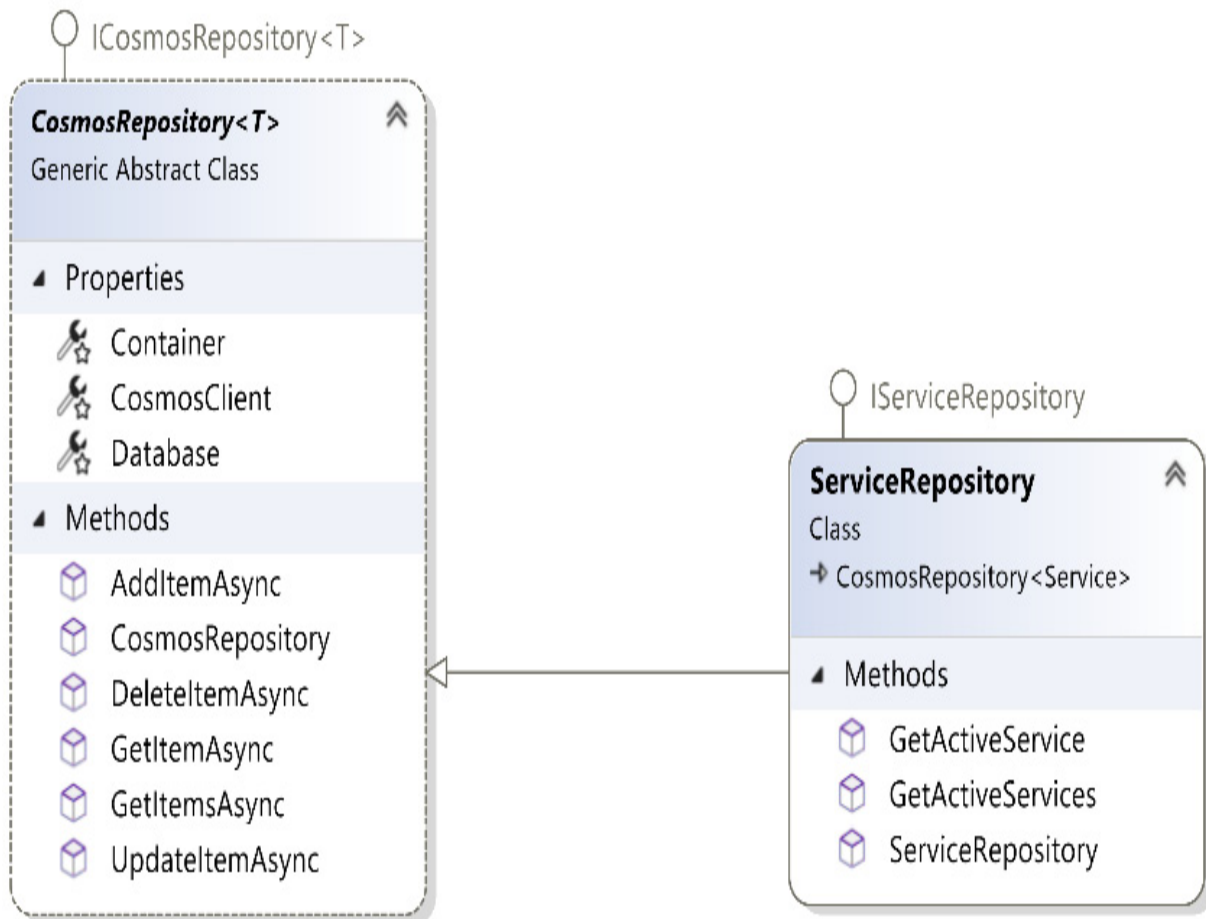 ICosmosRepository<T>
CosmosRepository<T>
Generic Abstract Class
Properties
Container
CosmosClient
Database
Methods
AddItemAsync
CosmosRepository
DeleteItemAsync
GetItemAsync
GetItemsAsync
UpdateItemAsync
IServiceRepository
ServiceRepository
Class
CosmosRepository<Service>
Methods
GetActiveService
GetActiveServices
ServiceRepository